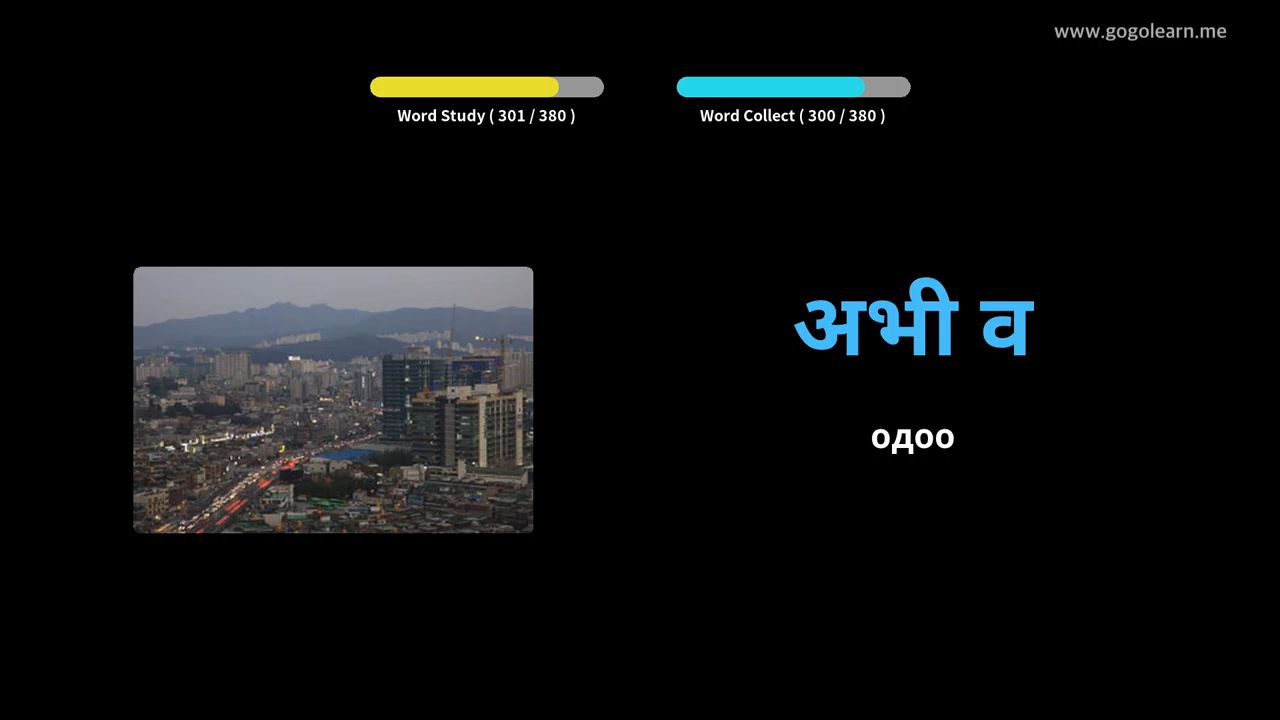 www.gogolearn.me
Word Study ( 301 / 380 )
Word Collect ( 300 / 380 )
अभी व
одоо